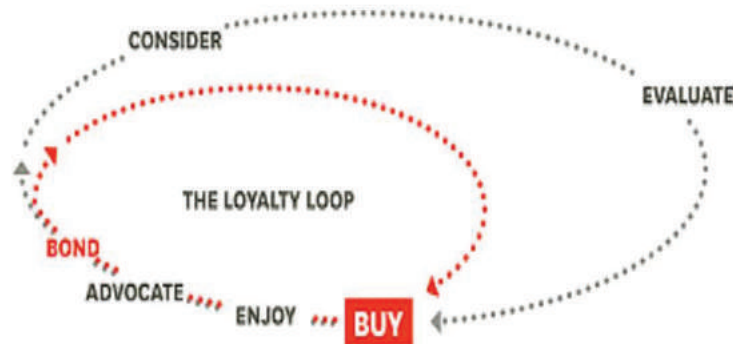 CONSIDER
EVALUATE
THE LOYALTY LOOP
BOND
ADVOCATE
ENJOY
BUY